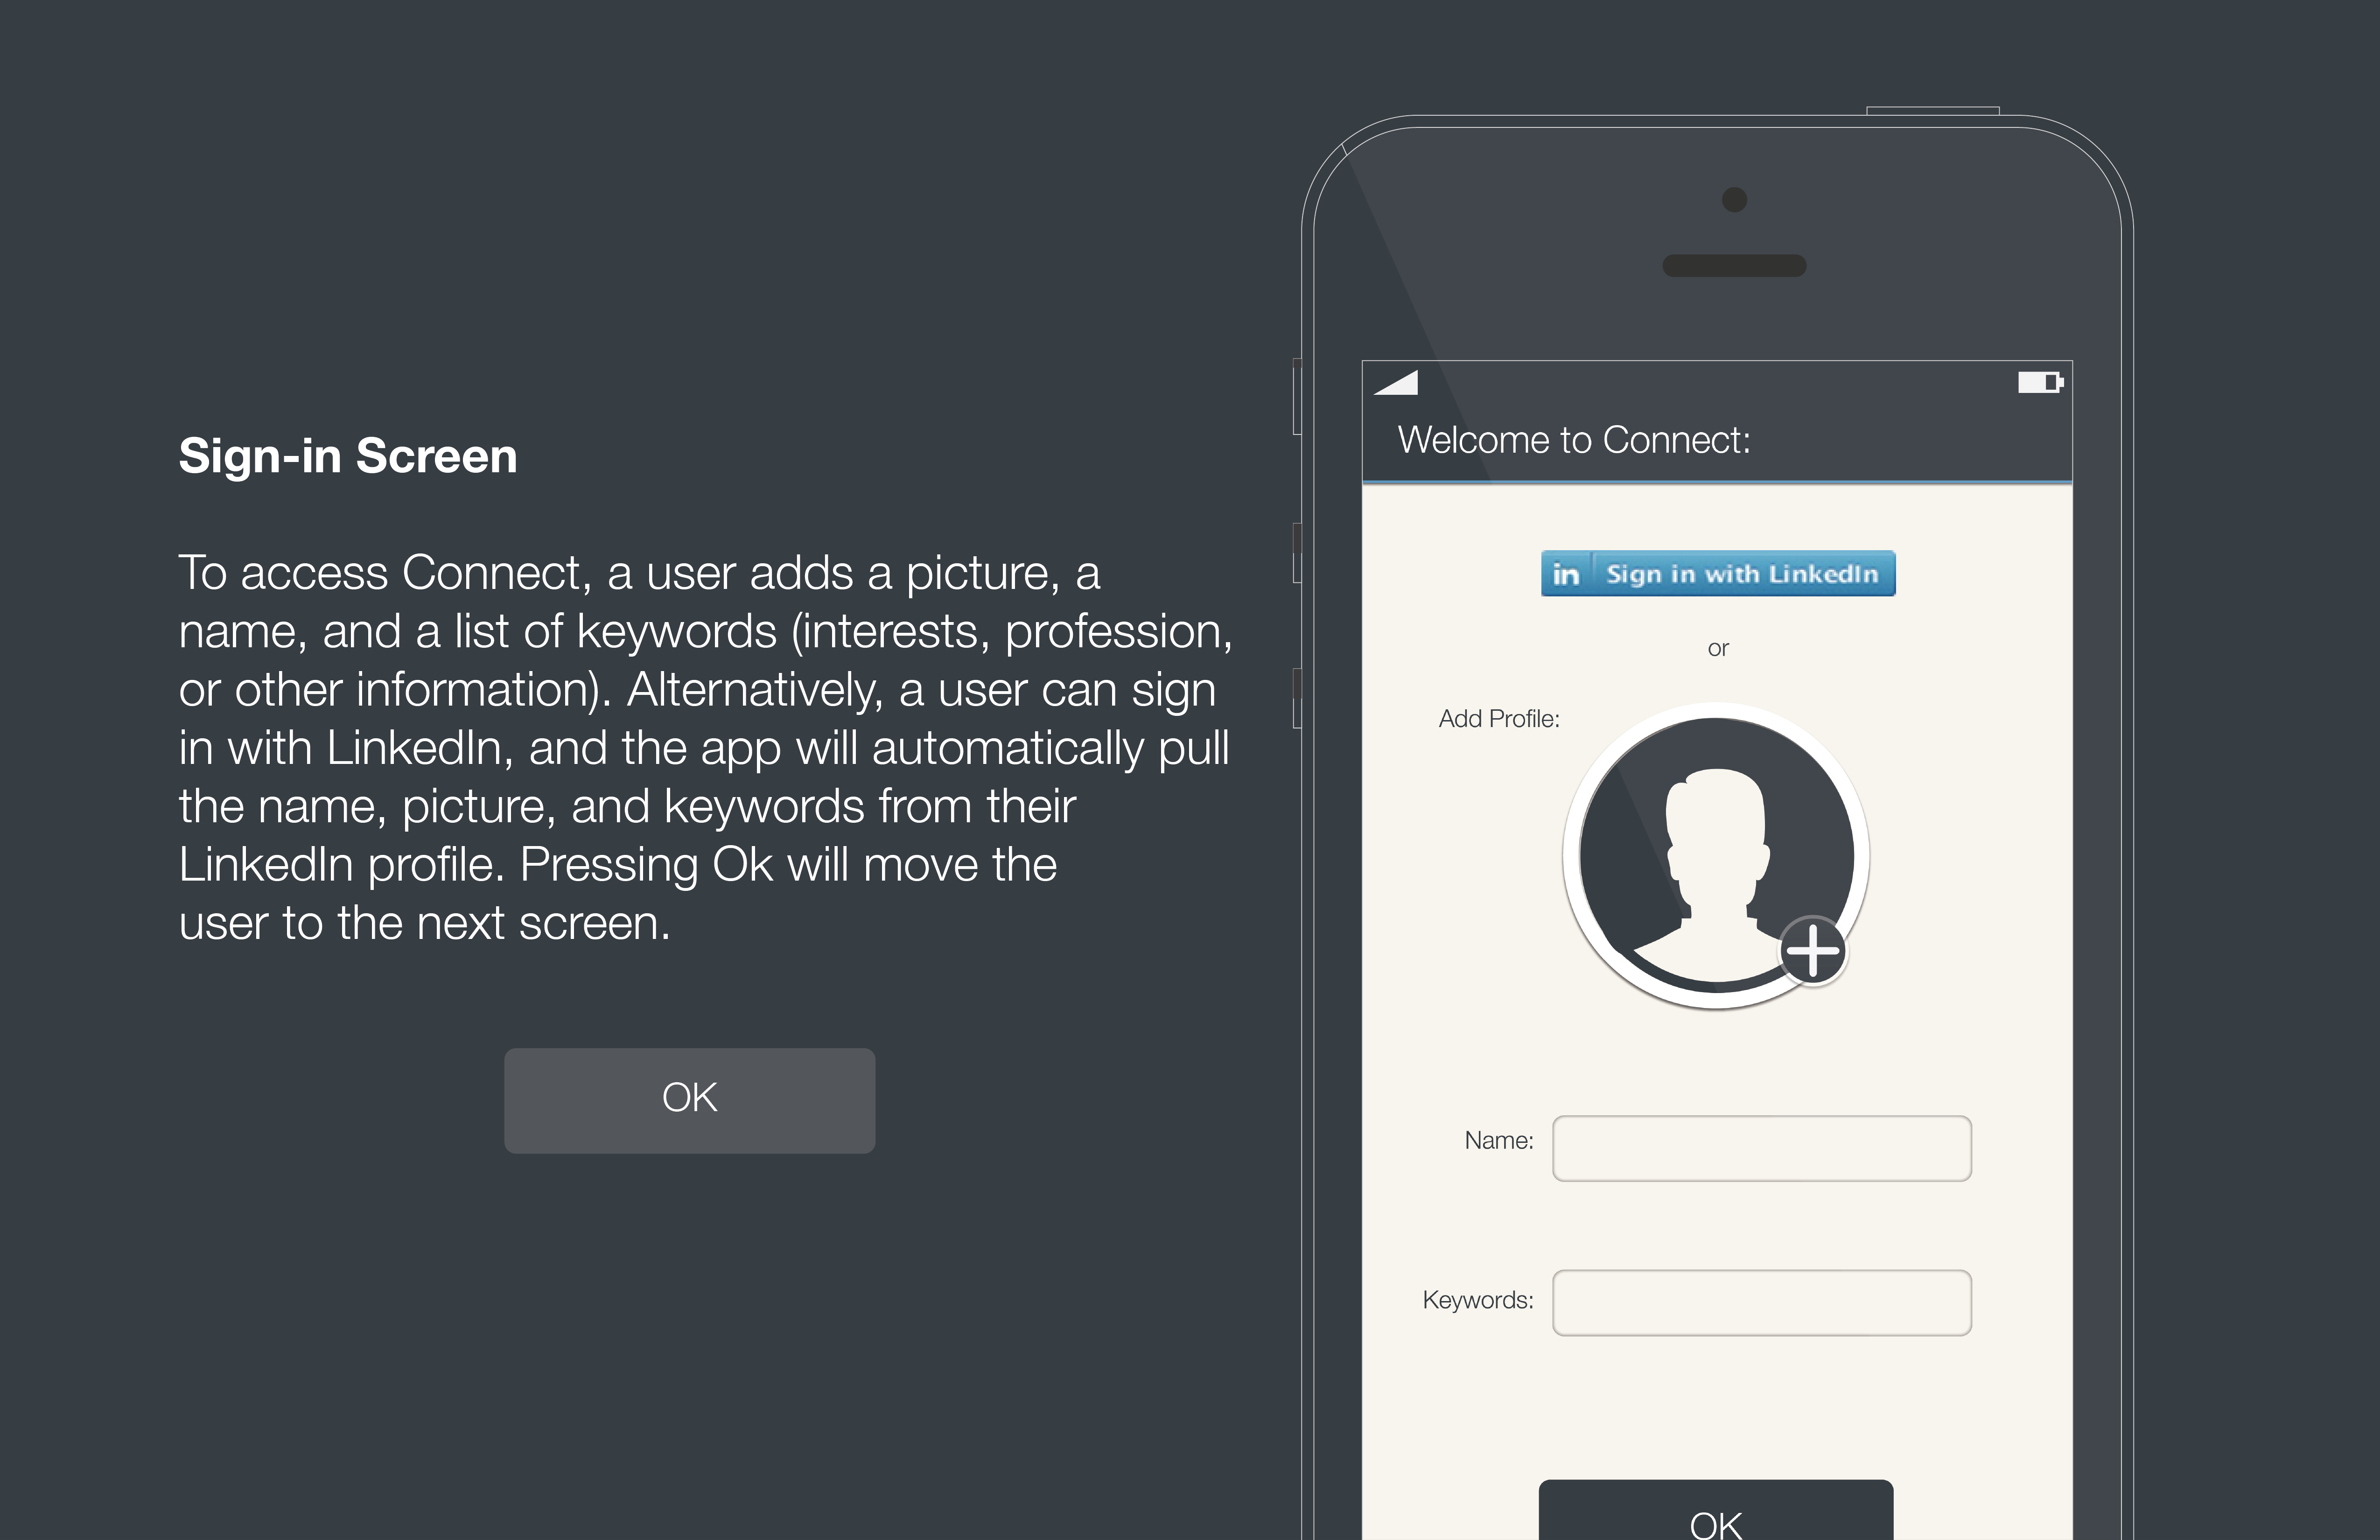 Sign-in Screen
To access Connect, a user adds a picture, a
name, and a list of keywords (interests, profession,
or other information). Alternatively, a user can sign
in with LinkedIn, and the app will automatically pull
the name, picture, and keywords from their
LinkedIn profile. Pressing Ok will move the
user to the next screen.
OK
Welcome to Connect:
in Sign in with LinkedIn
or
Add Profile:
Name:
Keywords:
OK